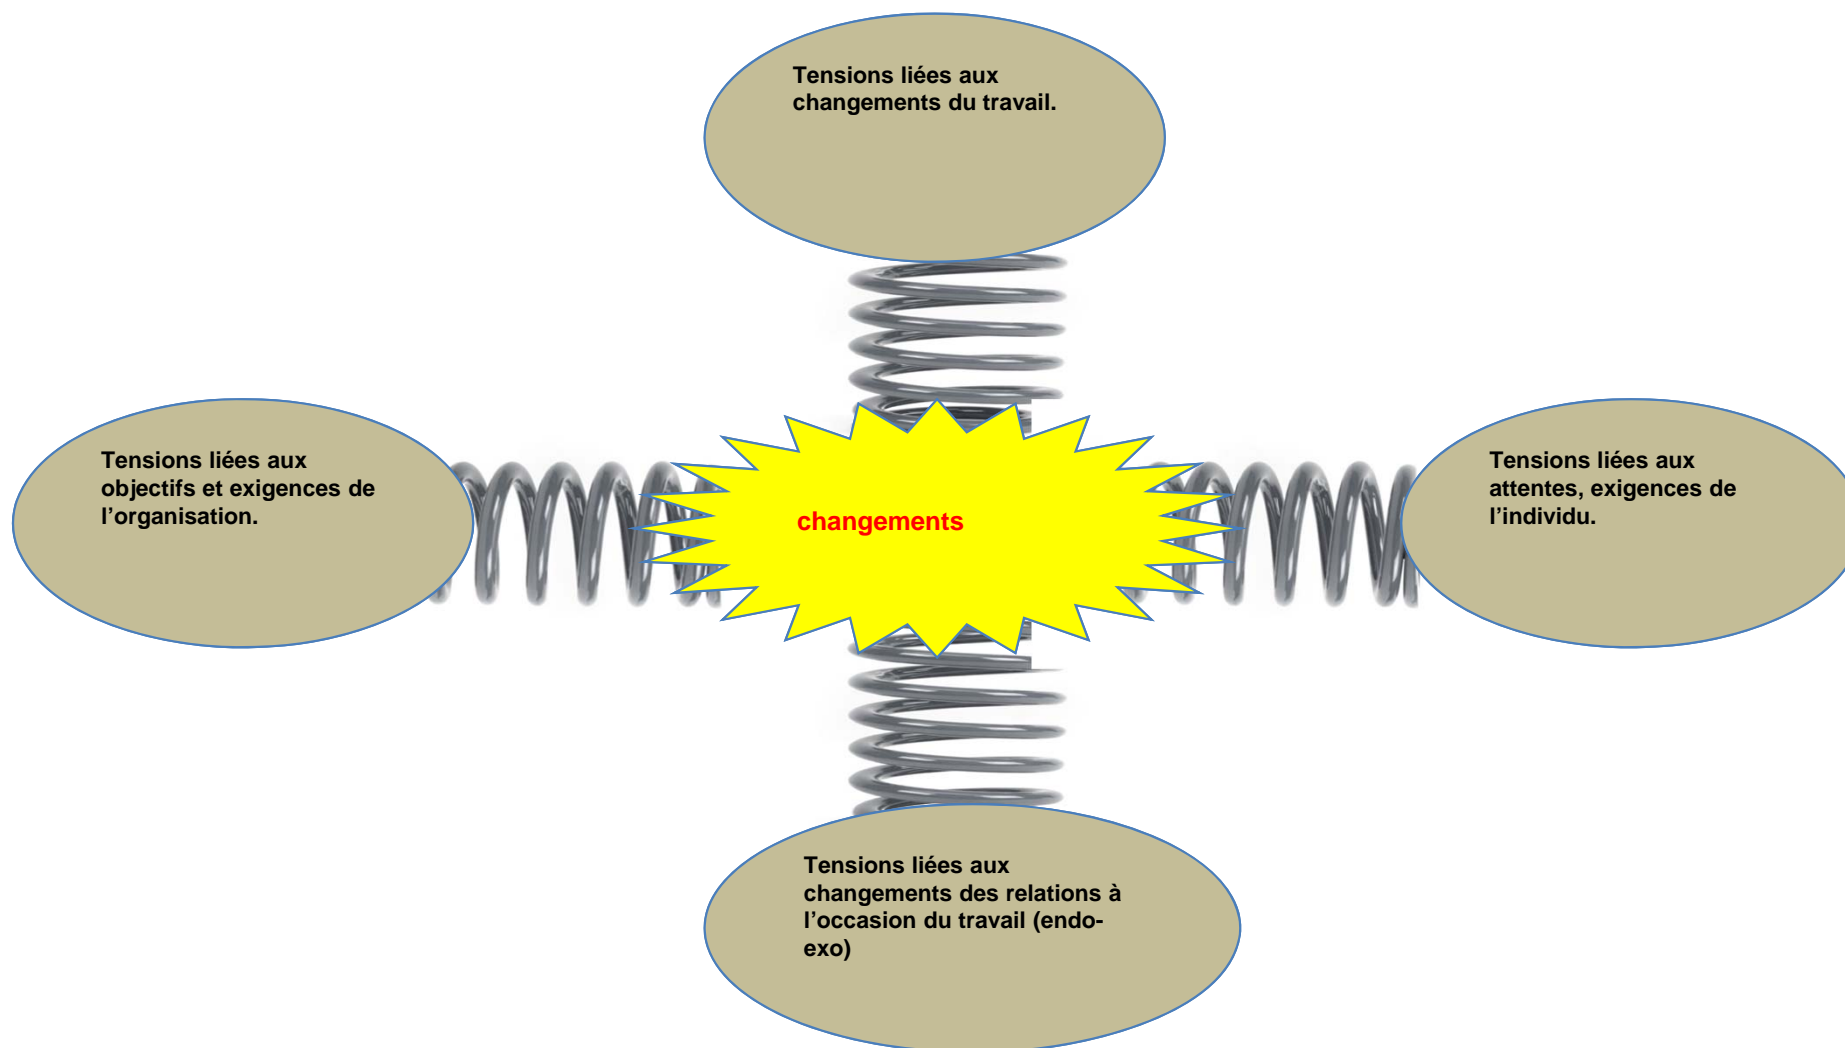 Tensions liées aux
changements du travail.
Tensions liées aux
objectifs et exigences de
l’organisation.
changements
Tensions liées aux
attentes, exigences de
l’individu.
Tensions liées aux
changements des relations à
l’occasion du travail (endo-
exo)